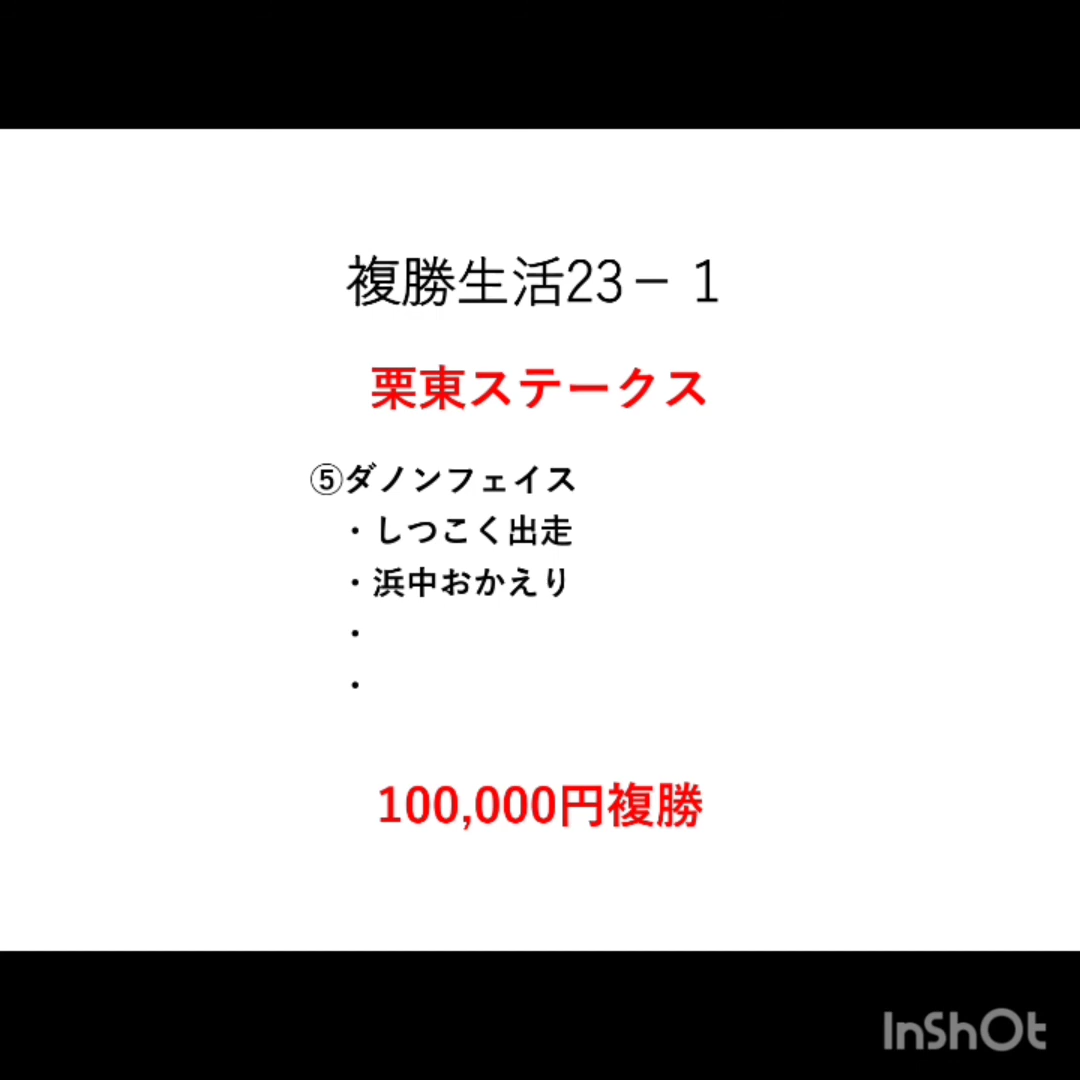 複勝生活23－ 1
栗東ステークス
⑤ダノンフェイス
・しつこく出走
・浜中おかえり
・
・
100,000円複勝
InShOt